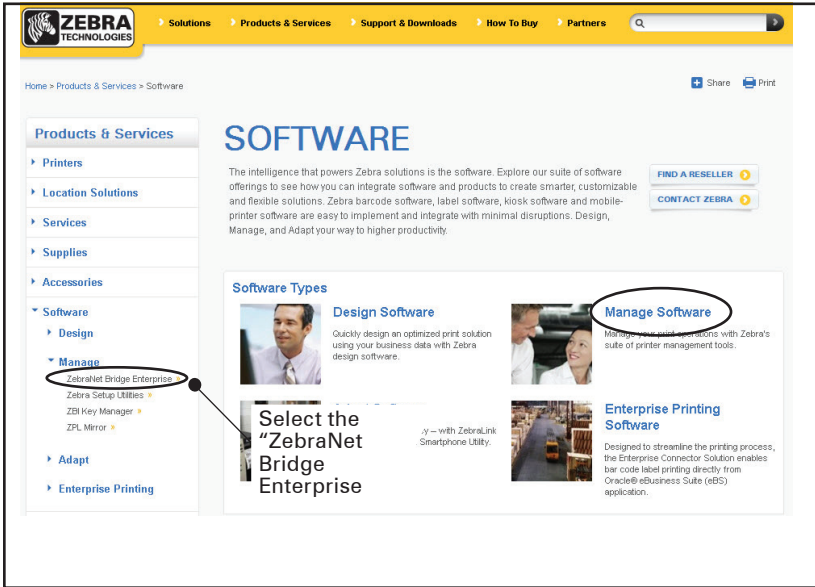 ZEBRA
TECHNOLOGIES
Solutions
Products & Services
Support & Downloads
How To Buy
Partners
Home > Products & Services > Software
Share
Print
Products & Services
Printers
Location Solutions
Services
Supplies
Accessories
Software
Design
Manage
ZebraNet Bridge Enterprise »
Zebra Setup Utilities »
ZBI Key Manager »
ZPL Mirror »
Adapt
Enterprise Printing
SOFTWARE
The intelligence that powers Zebra solutions is the software. Explore our suite of software
offerings to see how you can integrate software and products to create smarter, customizable
and flexible solutions. Zebra barcode software, label software, kiosk software and mobile-
printer software are easy to implement and integrate with minimal disruptions. Design,
Manage, and Adapt your way to higher productivity.
FIND A RESELLER
CONTACT ZEBRA
Software Types
Design Software
Quickly design an optimized print solution
using your business data with Zebra
design software.
Manage Software
Manage your print operations with Zebra's
suite of printer management tools.
Select the
"ZebraNet
Bridge
Enterprise
.y – with ZebraLink
Smartphone Utility.
Enterprise Printing
Software
Designed to streamline the printing process,
the Enterprise Connector Solution enables
bar code label printing directly from
Oracle® eBusiness Suite (eBS)
application.